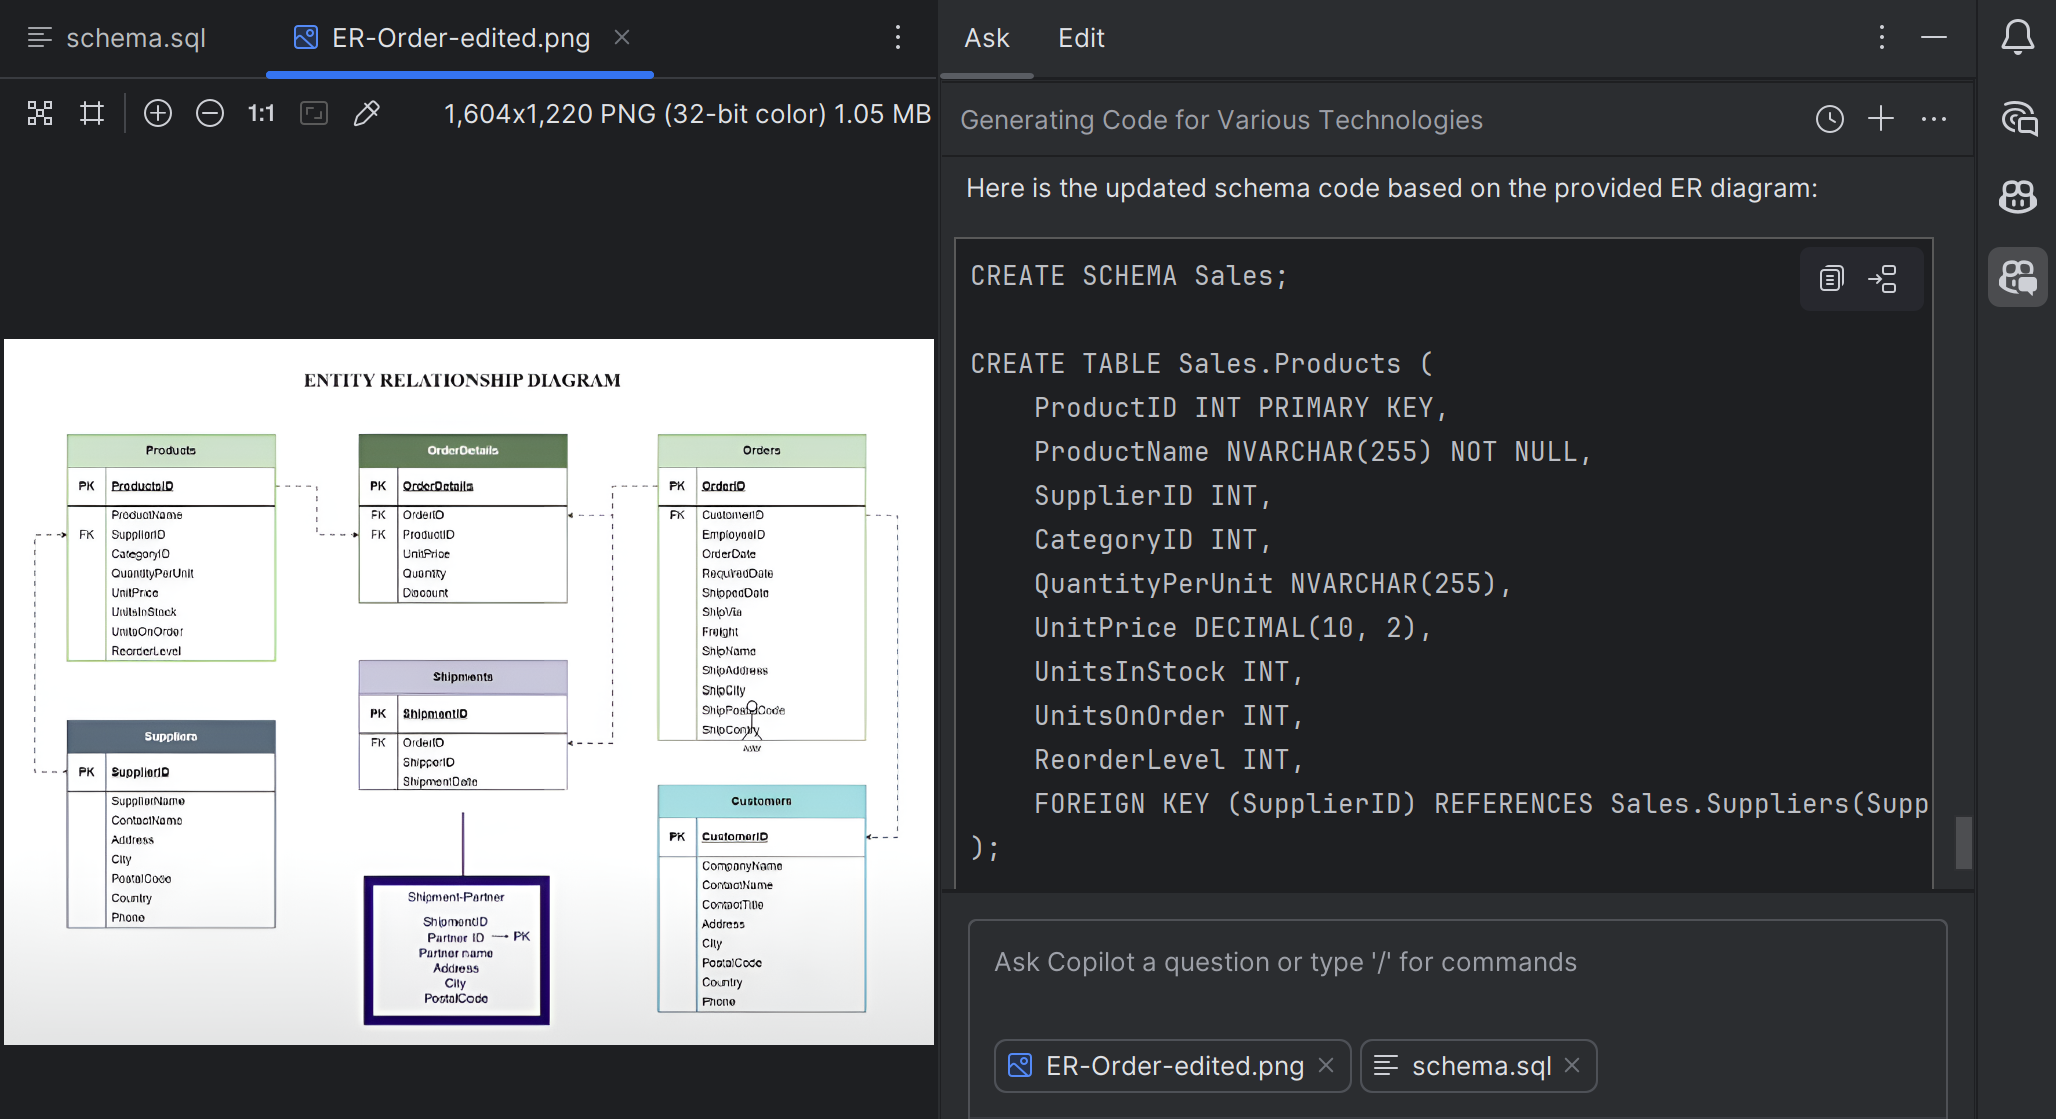 schema.sql
ER-Order-edited.png
1:1
1,604x1,220 PNG (32-bit color) 1.05 MB
ENTITY RELATIONSHIP DIAGRAM
Products
PK ProductsID
ProductName
FK SupplierID
CategoryID
QuantityPerUnit
UnitPrice
UnitsInStock
UnitsOnOrder
ReorderLevel
OrderDetails
PK OrderDetails
FK OrderID
FK ProductID
UnitPrice
Quantity
Discount
Orders
PK OrderID
FK CustomerID
EmployeeID
OrderDate
RequiredDate
ShippedDate
ShipVia
Freight
ShipName
ShipAddress
ShipCity
ShipPostalCode
Shipments
PK ShipmentID
FK OrderID
ShipperID
ShipmentDate
Suppliers
PK SupplierID
SupplierName
ContactName
Address
City
PostalCode
Country
Phone
Shipment-Partner
ShipmentID
Partner ID → PK
Partner name
Address
City
PostalCode
Customers
PK CustomerID
CompanyName
ContactName
ContactTitle
Address
City
PostalCode
Country
Phone
Ask Edit
Generating Code for Various Technologies
Here is the updated schema code based on the provided ER diagram:
CREATE SCHEMA Sales;
CREATE TABLE Sales.Products (
ProductID INT PRIMARY KEY,
ProductName NVARCHAR(255) NOT NULL,
SupplierID INT,
CategoryID INT,
QuantityPerUnit NVARCHAR(255),
UnitPrice DECIMAL(10, 2),
UnitsInStock INT,
UnitsOnOrder INT,
ReorderLevel INT,
FOREIGN KEY (SupplierID) REFERENCES Sales.Suppliers(Supp
);
Ask Copilot a question or type '/' for commands
ER-Order-edited.png
schema.sql